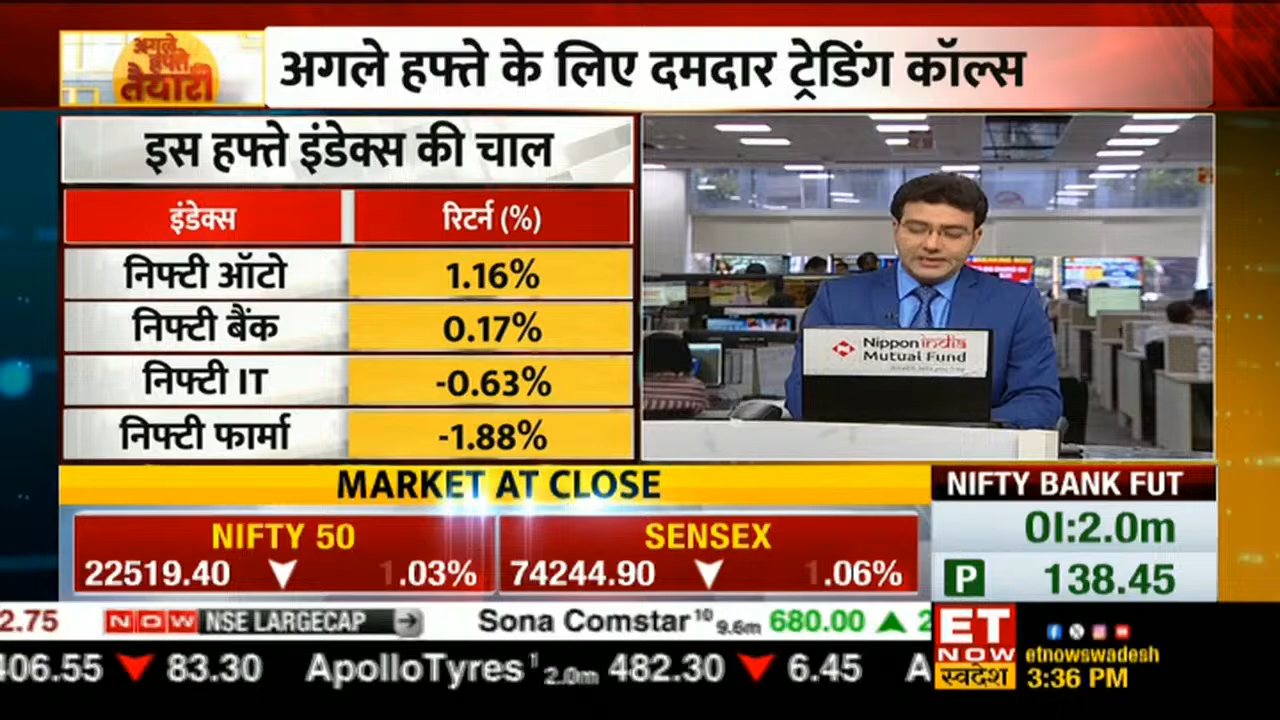 अगले
हफ्ते
की
तैयारी
अगले हफ्ते के लिए दमदार ट्रेडिंग कॉल्स
इस हफ्ते इंडेक्स की चाल
इंडेक्स रिटर्न (%)
निफ्टी ऑटो 1.16%
निफ्टी बैंक 0.17%
निफ्टी IT -0.63%
निफ्टी फार्मा -1.88%
Nippon india
Mutual Fund
MARKET AT CLOSE
NIFTY 50
22519.40 ▼ 1.03%
SENSEX
74244.90 ▼ 1.06%
NIFTY BANK FUT
OI:2.0m
P 138.45
2.75 NOW NSE LARGECAP → Sona Comstar 10 9.6m 680.00 ▲ 2
406.55 ▼ 83.30 ApolloTyres 1 2.0m 482.30 ▼ 6.45 A
ET
NOW
स्वदेश
etnowswadesh
3:36 PM